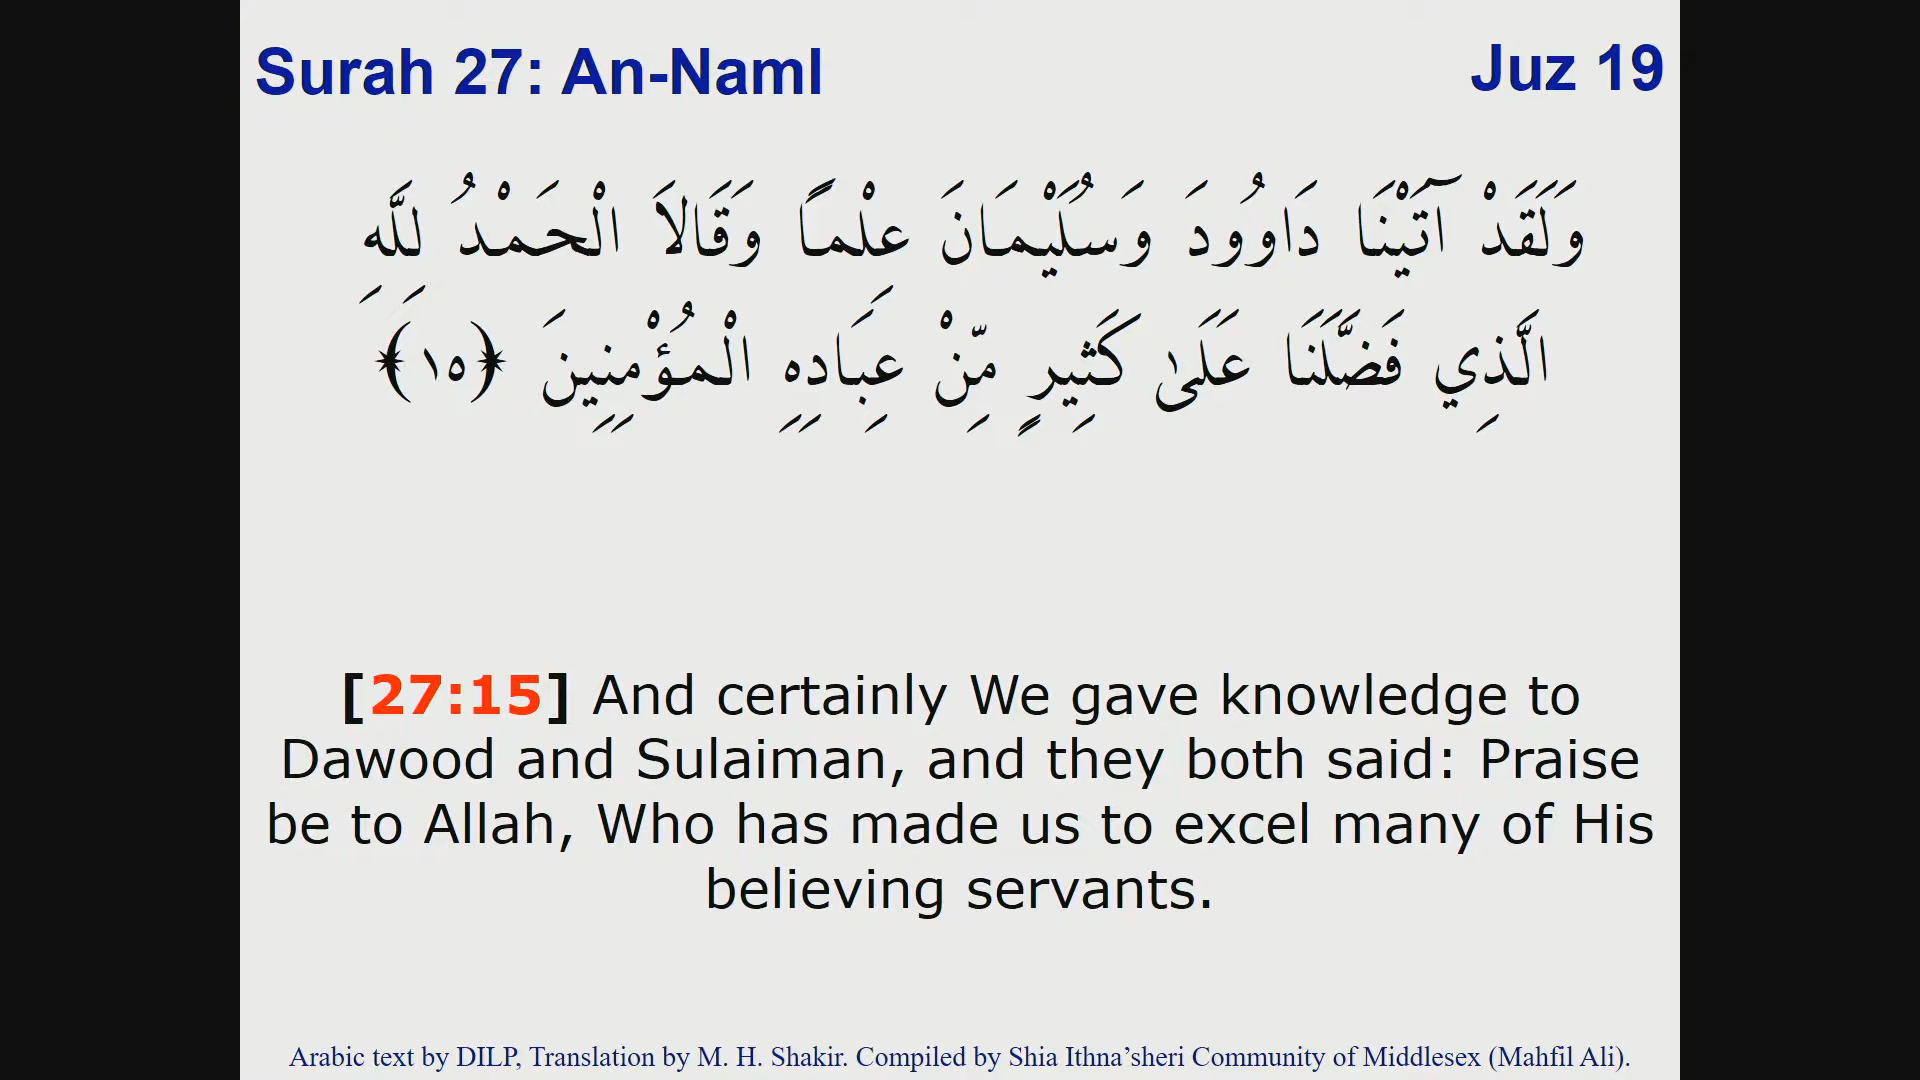 Surah 27: An-Naml
Juz 19
وَلَقَدْ آتَيْنَا دَاوُودَ وَسُلَيْمَانَ عِلْمًا وَقَالَا الْحَمْدُ لِلَّهِ
الَّذِي فَضَّلَنَا عَلَىٰ كَثِيرٍ مِّنْ عِبَادِهِ الْمُؤْمِنِينَ ﴿١٥﴾
[27:15] And certainly We gave knowledge to
Dawood and Sulaiman, and they both said: Praise
be to Allah, Who has made us to excel many of His
believing servants.
Arabic text by DILP, Translation by M. H. Shakir. Compiled by Shia Ithna’sheri Community of Middlesex (Mahfil Ali).